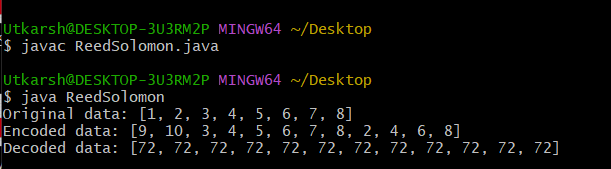 Utkarsh@DESKTOP-3U3RM2P MINGW64 ~/Desktop
$ javac ReedSolomon.java
Utkarsh@DESKTOP-3U3RM2P MINGW64 ~/Desktop
$ java ReedSolomon
Original data: [1, 2, 3, 4, 5, 6, 7, 8]
Encoded data: [9, 10, 3, 4, 5, 6, 7, 8, 2, 4, 6, 8]
Decoded data: [72, 72, 72, 72, 72, 72, 72, 72, 72, 72, 72, 72]